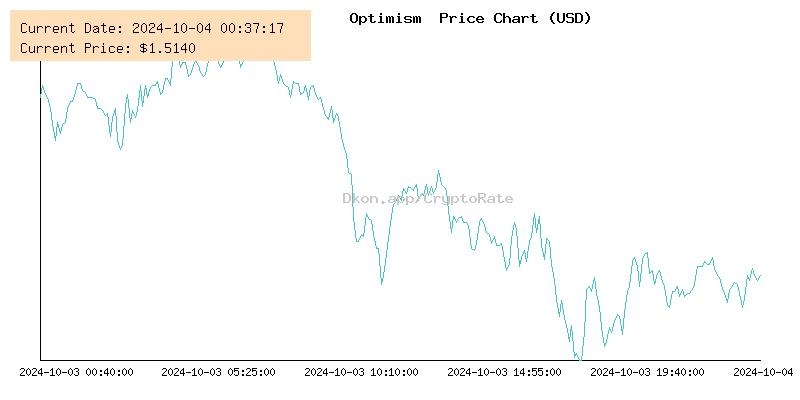 Optimism  Price Chart (USD)
Current Date: 2024-10-04 00:37:17
Current Price: $1.5140
Dkon.app/CryptoRate
2024-10-03 00:40:00 2024-10-03 05:25:00 2024-10-03 10:10:00 2024-10-03 14:55:00 2024-10-03 19:40:00 2024-10-04